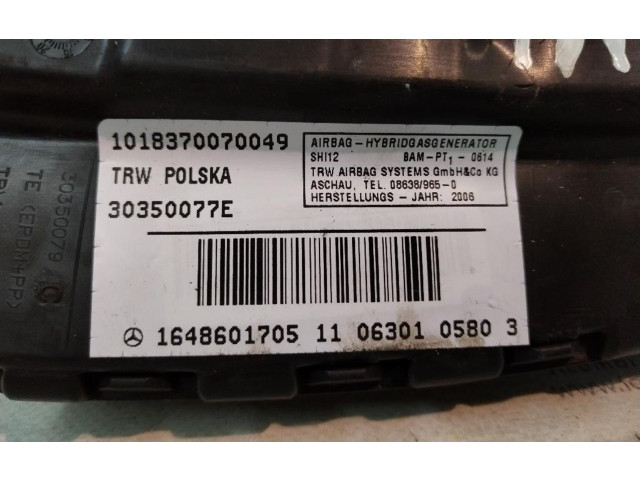 1018370070049
TRW POLSKA
30350077E
AIRBAG-HYBRIDGASGENERATOR
SHI12 BAM-PT1-0614
TRW AIRBAG SYSTEMS GmbH&Co KG
ASCHAU, TEL. 08638/965-0
HERSTELLUNGS-JAHR: 2006
1648601705 11 06301 0580 3
30350079 C
TE (EPDM+PP)